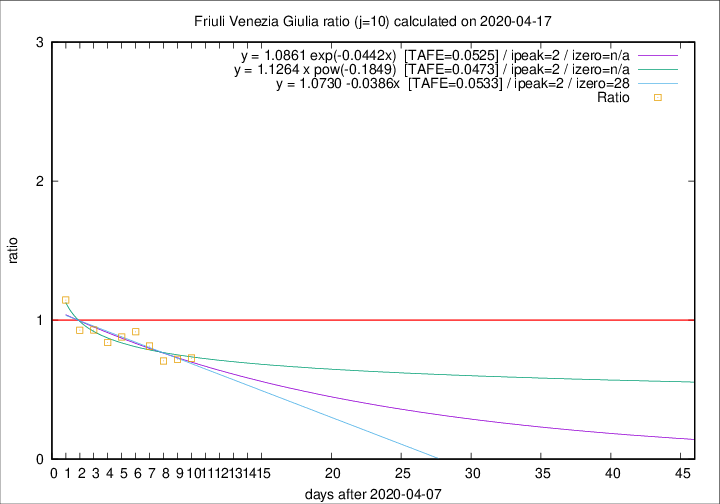 Friuli Venezia Giulia ratio (j=10) calculated on 2020-04-17
y = 1.0861 exp(-0.0442x) [TAFE=0.0525] / ipeak=2 / izero=n/a
y = 1.1264 x pow(-0.1849) [TAFE=0.0473] / ipeak=2 / izero=n/a
y = 1.0730 -0.0386x [TAFE=0.0533] / ipeak=2 / izero=28
Ratio
3
2
1
0
ratio
0 1 2 3 4 5 6 7 8 9 10 11 12 13 14 15 20 25 30 35 40 45
days after 2020-04-07